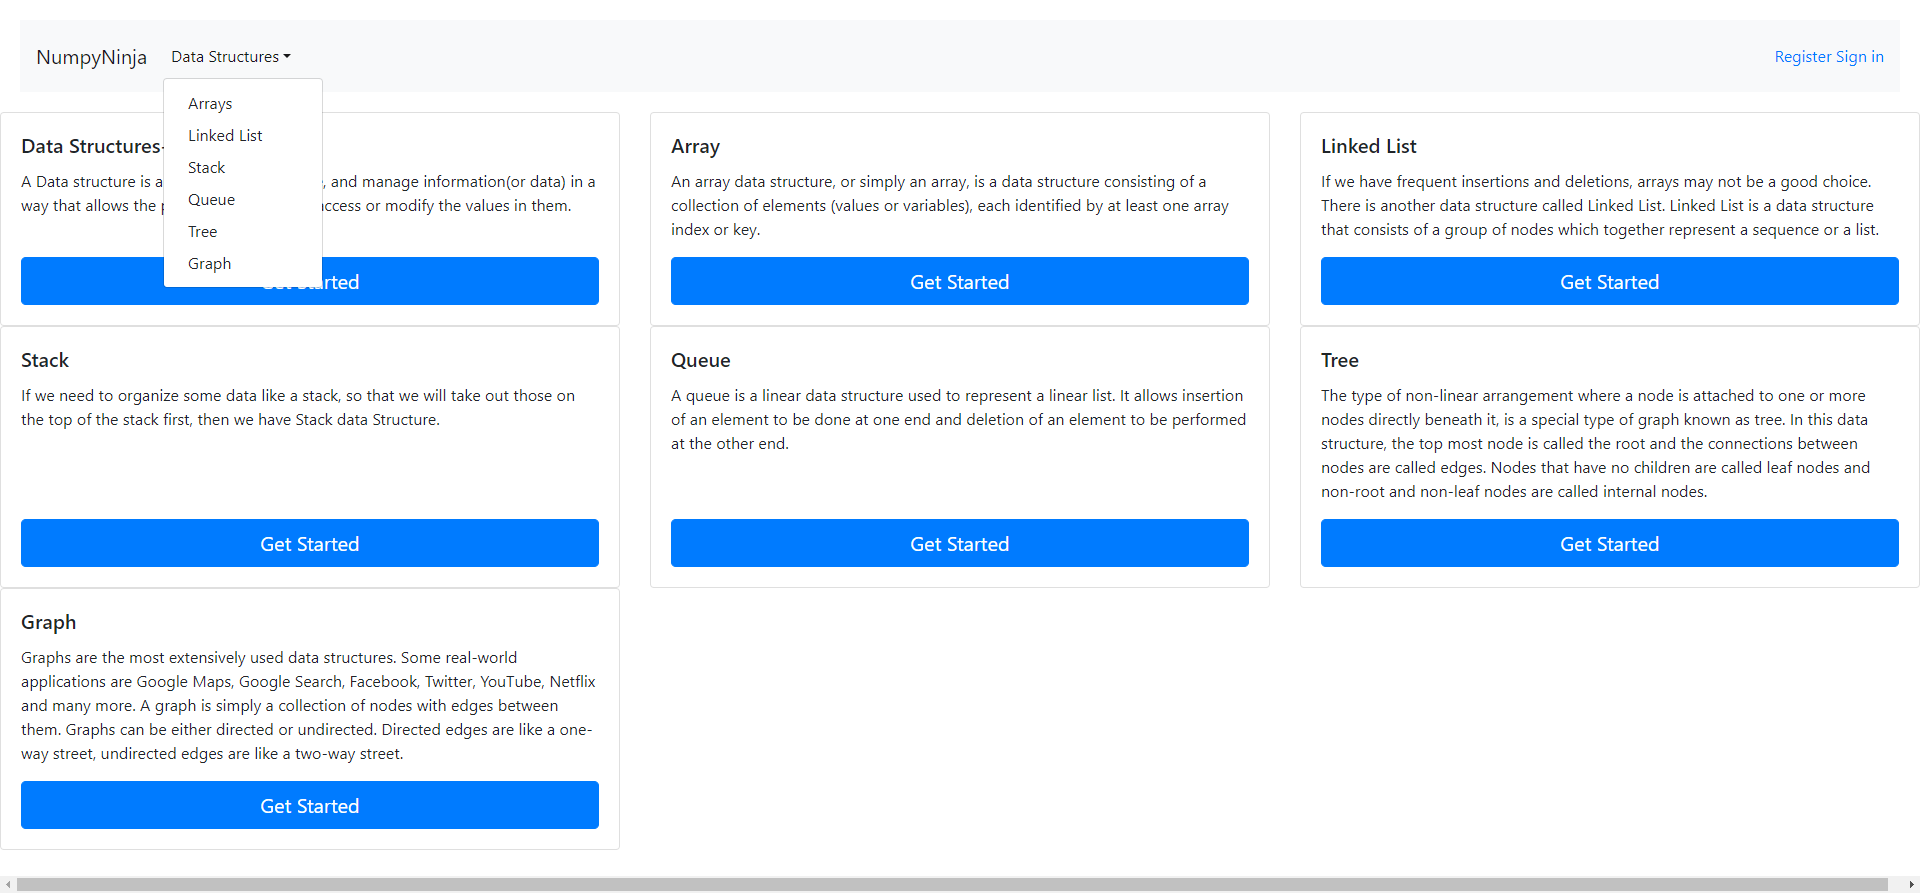 NumpyNinja
Data Structures
Register Sign in
Arrays
Linked List
Stack
Queue
Tree
Graph
Data Structures-
A Data structure is a , and manage information(or data) in a
way that allows the access or modify the values in them.
Get Started
Array
An array data structure, or simply an array, is a data structure consisting of a
collection of elements (values or variables), each identified by at least one array
index or key.
Get Started
Linked List
If we have frequent insertions and deletions, arrays may not be a good choice.
There is another data structure called Linked List. Linked List is a data structure
that consists of a group of nodes which together represent a sequence or a list.
Get Started
Stack
If we need to organize some data like a stack, so that we will take out those on
the top of the stack first, then we have Stack data Structure.
Get Started
Queue
A queue is a linear data structure used to represent a linear list. It allows insertion
of an element to be done at one end and deletion of an element to be performed
at the other end.
Get Started
Tree
The type of non-linear arrangement where a node is attached to one or more
nodes directly beneath it, is a special type of graph known as tree. In this data
structure, the top most node is called the root and the connections between
nodes are called edges. Nodes that have no children are called leaf nodes and
non-root and non-leaf nodes are called internal nodes.
Get Started
Graph
Graphs are the most extensively used data structures. Some real-world
applications are Google Maps, Google Search, Facebook, Twitter, YouTube, Netflix
and many more. A graph is simply a collection of nodes with edges between
them. Graphs can be either directed or undirected. Directed edges are like a one-
way street, undirected edges are like a two-way street.
Get Started